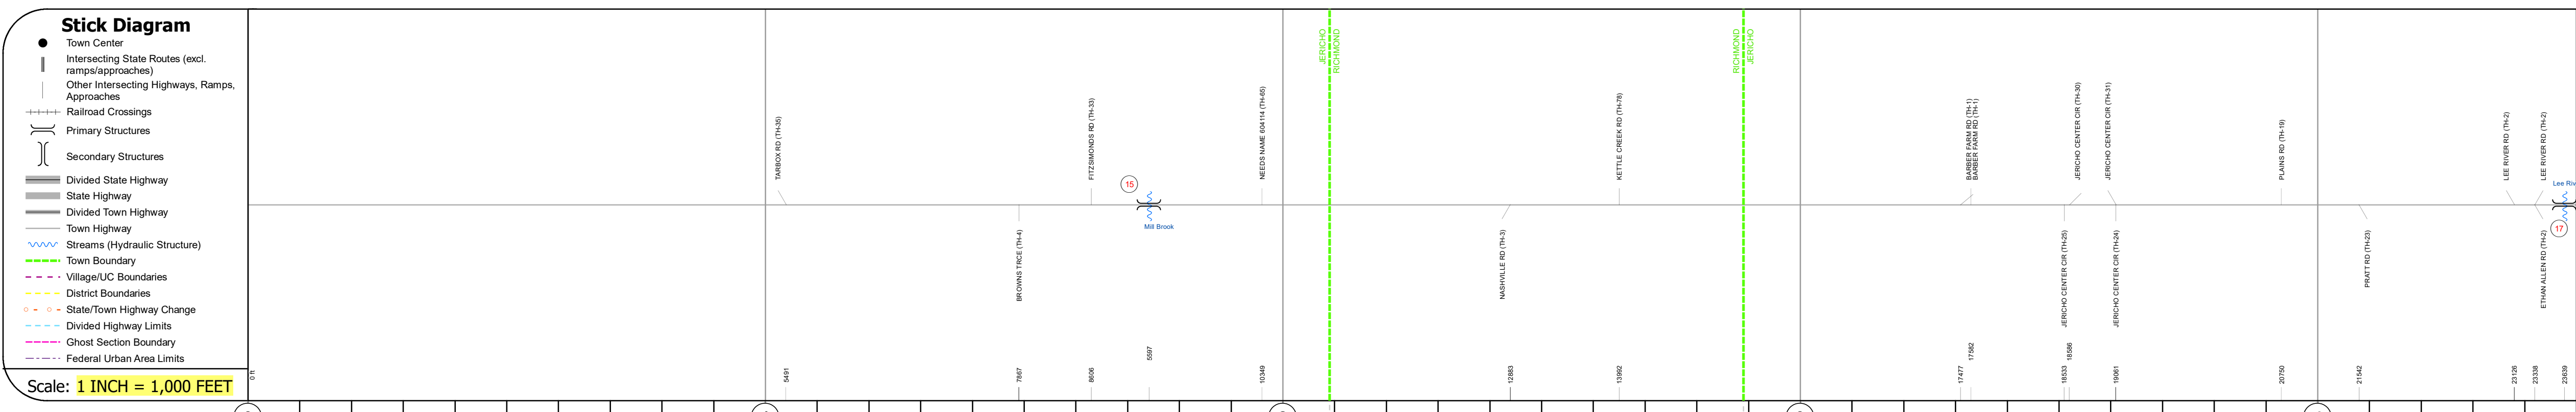 Stick Diagram
Town Center
Intersecting State Routes (excl.
ramps/approaches)
Other Intersecting Highways, Ramps,
Approaches
Railroad Crossings
Primary Structures
Secondary Structures
Divided State Highway
State Highway
Divided Town Highway
Town Highway
Streams (Hydraulic Structure)
Town Boundary
Village/UC Boundaries
District Boundaries
State/Town Highway Change
Divided Highway Limits
Ghost Section Boundary
Federal Urban Area Limits
Scale: 1 INCH = 1,000 FEET
0 ft
TARBOX RD (TH-35)
5491
BROWNS TRCE (TH-4)
7867
FITZSIMONDS RD (TH-33)
8606
15
Mill Brook
5597
NEEDS NAME 604114 (TH-65)
10349
JERICHO
RICHMOND
NASHVILLE RD (TH-3)
12883
KETTLE CREEK RD (TH-78)
13992
RICHMOND
JERICHO
BARBER FARM RD (TH-1)
BARBER FARM RD (TH-1)
17477
17582
JERICHO CENTER CIR (TH-30)
JERICHO CENTER CIR (TH-25)
18533
18586
JERICHO CENTER CIR (TH-31)
JERICHO CENTER CIR (TH-24)
19061
PLAINS RD (TH-19)
20750
PRATT RD (TH-23)
21542
LEE RIVER RD (TH-2)
23126
LEE RIVER RD (TH-2)
ETHAN ALLEN RD (TH-2)
23338
Lee Riv
17
23639